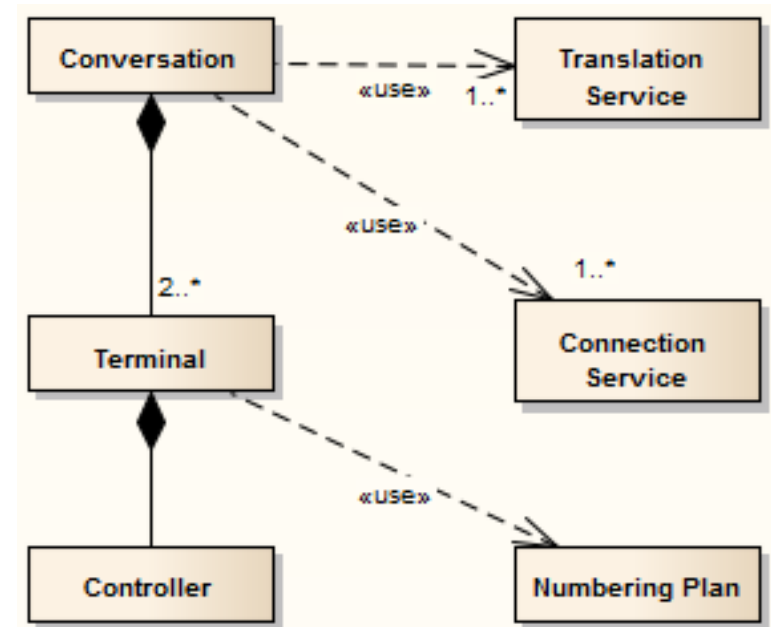 Conversation
«use»
1..*
Translation
Service
«use»
1..*
2..*
Terminal
Connection
Service
«use»
Controller
Numbering Plan